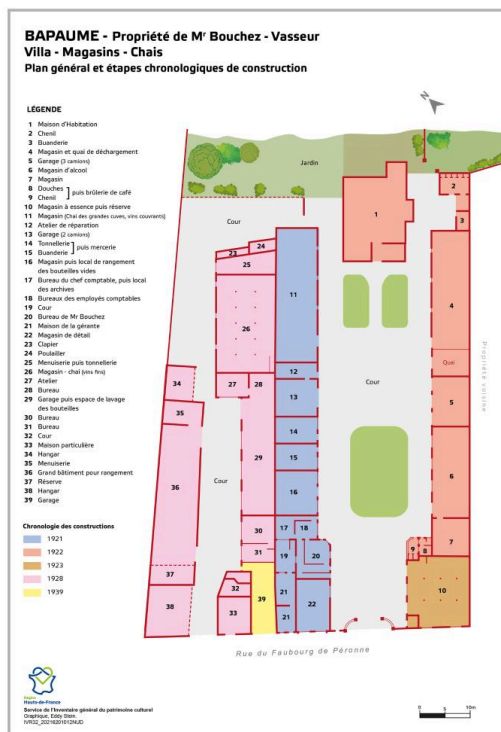 BAPAUME - Propriété de Mr Bouchez - Vasseur
Villa - Magasins - Chais
Plan général et étapes chronologiques de construction
LÉGENDE
1 Maison d'Habitation
2 Chenil
3 Buanderie
4 Magasin et quai de déchargement
5 Garage (3 camions)
6 Magasin d'alcool
7 Magasin
8 Douches
9 Chenil
puis brûlerie de café
10 Magasin à essence puis réserve
11 Magasin (Chai des grandes cuves, vins couvrants)
12 Atelier de réparation
13 Garage (2 camions)
14 Tonnellerie
15 Buanderie
puis mercerie
16 Magasin puis local de rangement
des bouteilles vides
17 Bureau du chef comptable, puis local
des archives
18 Bureaux des employés comptables
19 Cour
20 Bureau de Mr Bouchez
21 Maison de la gérante
22 Magasin de détail
23 Clapier
24 Poulailler
25 Menuiserie puis tonnellerie
26 Magasin - chai (vins fins)
27 Atelier
28 Bureau
29 Garage puis espace de lavage
des bouteilles
30 Bureau
31 Bureau
32 Cour
33 Maison particulière
34 Hangar
35 Menuiserie
36 Grand bâtiment pour rangement
37 Réserve
38 Hangar
39 Garage
Chronologie des constructions
1921
1922
1923
1928
1939
N
Jardin
Cour
1
2
3
4
Quai
5
6
7
8
9
10
11
12
13
14
15
16
17
18
19
20
21
21
22
23
24
25
26
27
28
29
30
31
32
33
34
35
36
37
38
39
Cour
Cour
Propriété voisine
Rue du Faubourg de Péronne
0 5 10m
Région
Hauts-de-France
Service de l'Inventaire général du patrimoine culturel
Graphique, Eddy Stein.
IVR32_20216201012NUD